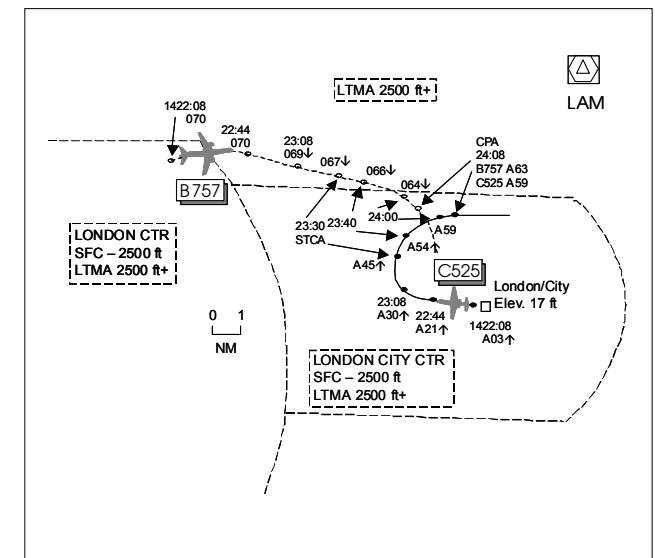 LTMA 2500 ft+
LAM
1422:08
070
22:44
070
23:08
069↓
067↓
066↓
064↓
CPA
24:08
B757 A63
C525 A59
B757
23:30
STCA
23:40
24:00
A59
A54↑
A45↑
LONDON CTR
SFC – 2500 ft
LTMA 2500 ft+
C525
London/City
Elev. 17 ft
0 1
NM
23:08
A30↑
22:44
A21↑
1422:08
A03↑
LONDON CITY CTR
SFC – 2500 ft
LTMA 2500 ft+